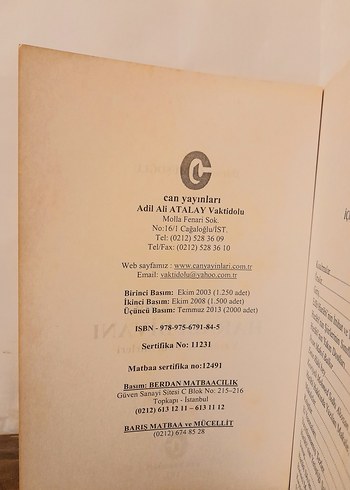 can yayınları
Adil Ali ATALAY Vaktidolu
Molla Fenari Sok.
No:16/1 Cağaloğlu/İST.
Tel: (0212) 528 36 09
Tel/Fax: (0212) 528 36 10
Web sayfamız : www.canyayinlari.com.tr
Email: vaktidolu@yahoo.com.tr
Birinci Basım: Ekim 2003 (1.250 adet)
İkinci Basım: Ekim 2008 (1.500 adet)
Üçüncü Basım: Temmuz 2013 (2000 adet)
ISBN - 978-975-6791-84-5
Sertifika No: 11231
Matbaa sertifika no:12491
Basım: BERDAN MATBAACILIK
Güven Sanayi Sitesi C Blok No: 215-216
Topkapı - İstanbul
(0212) 613 12 11 – 613 11 12
BARIŞ MATBAA ve MÜCELLİT
(0212) 674 85 28